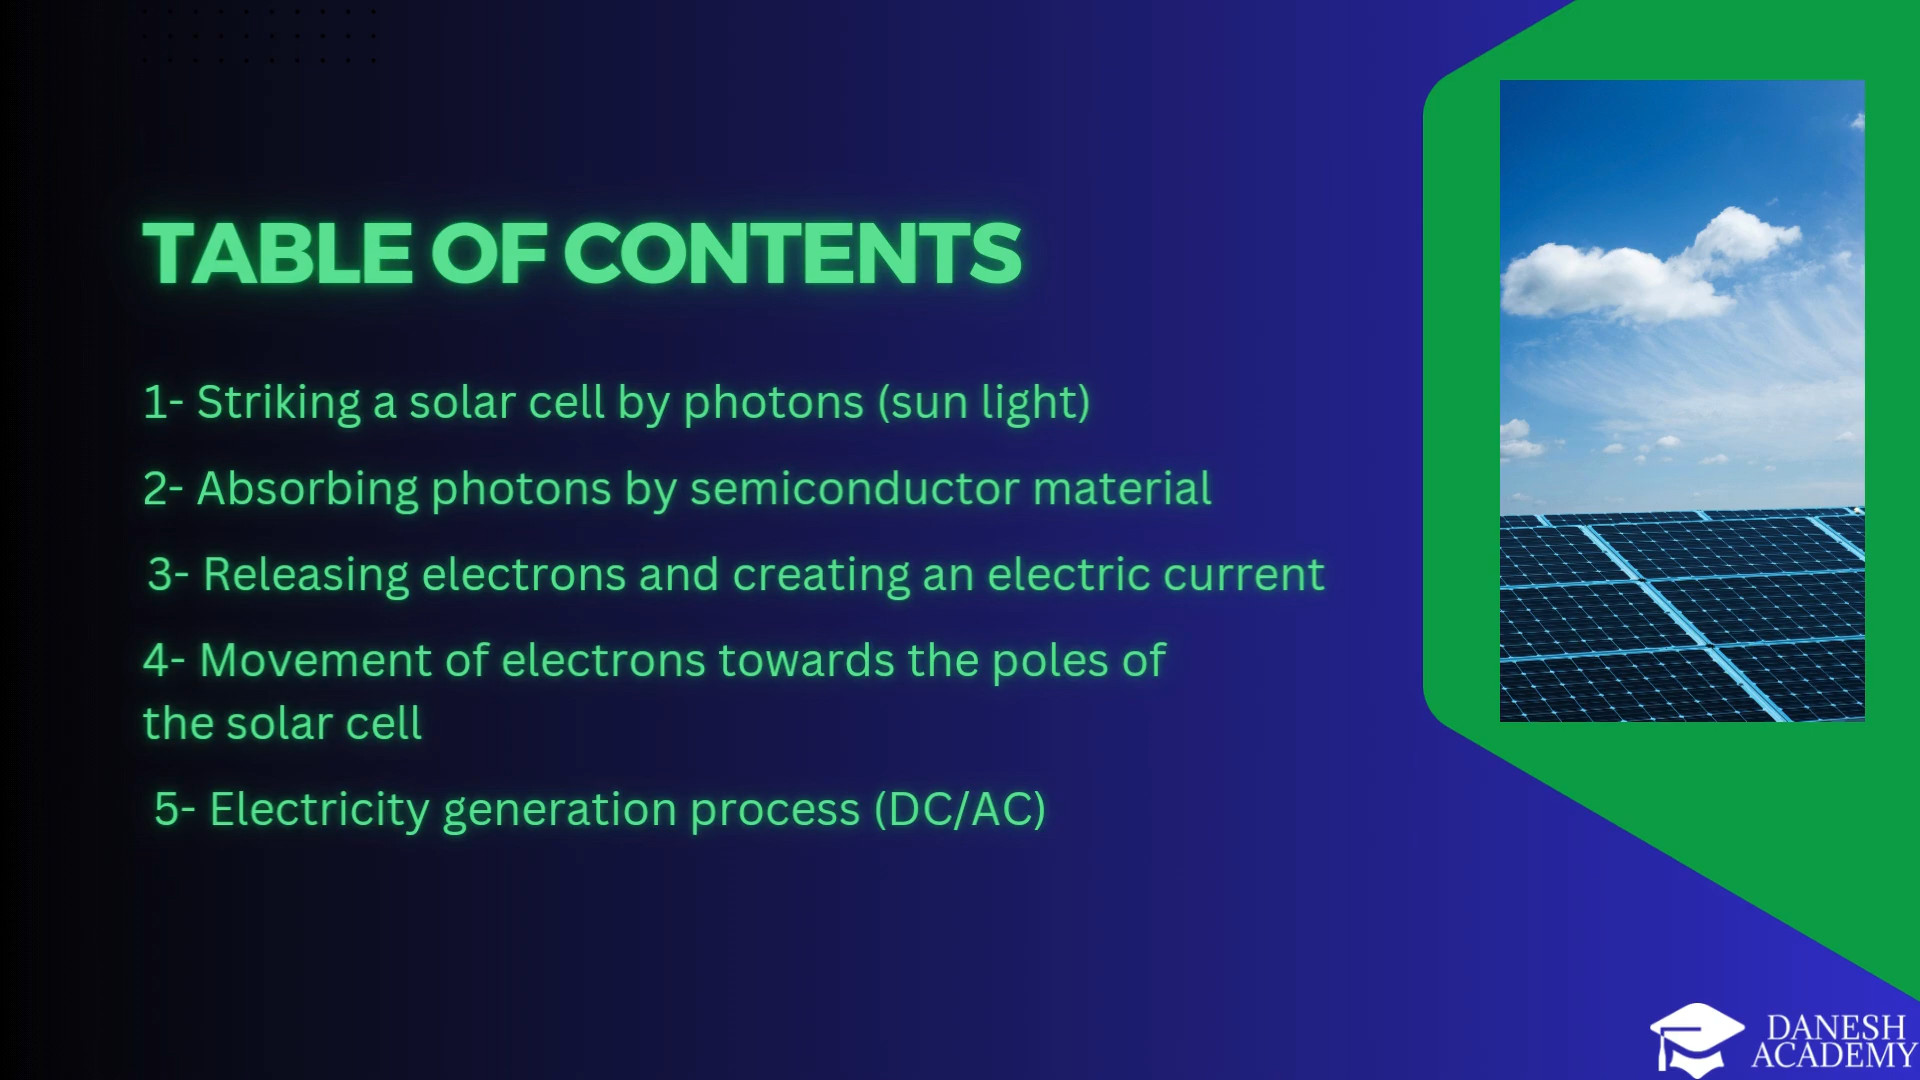 TABLE OF CONTENTS
1- Striking a solar cell by photons (sun light)
2- Absorbing photons by semiconductor material
3- Releasing electrons and creating an electric current
4- Movement of electrons towards the poles of
the solar cell
5- Electricity generation process (DC/AC)
DANESH
ACADEMY